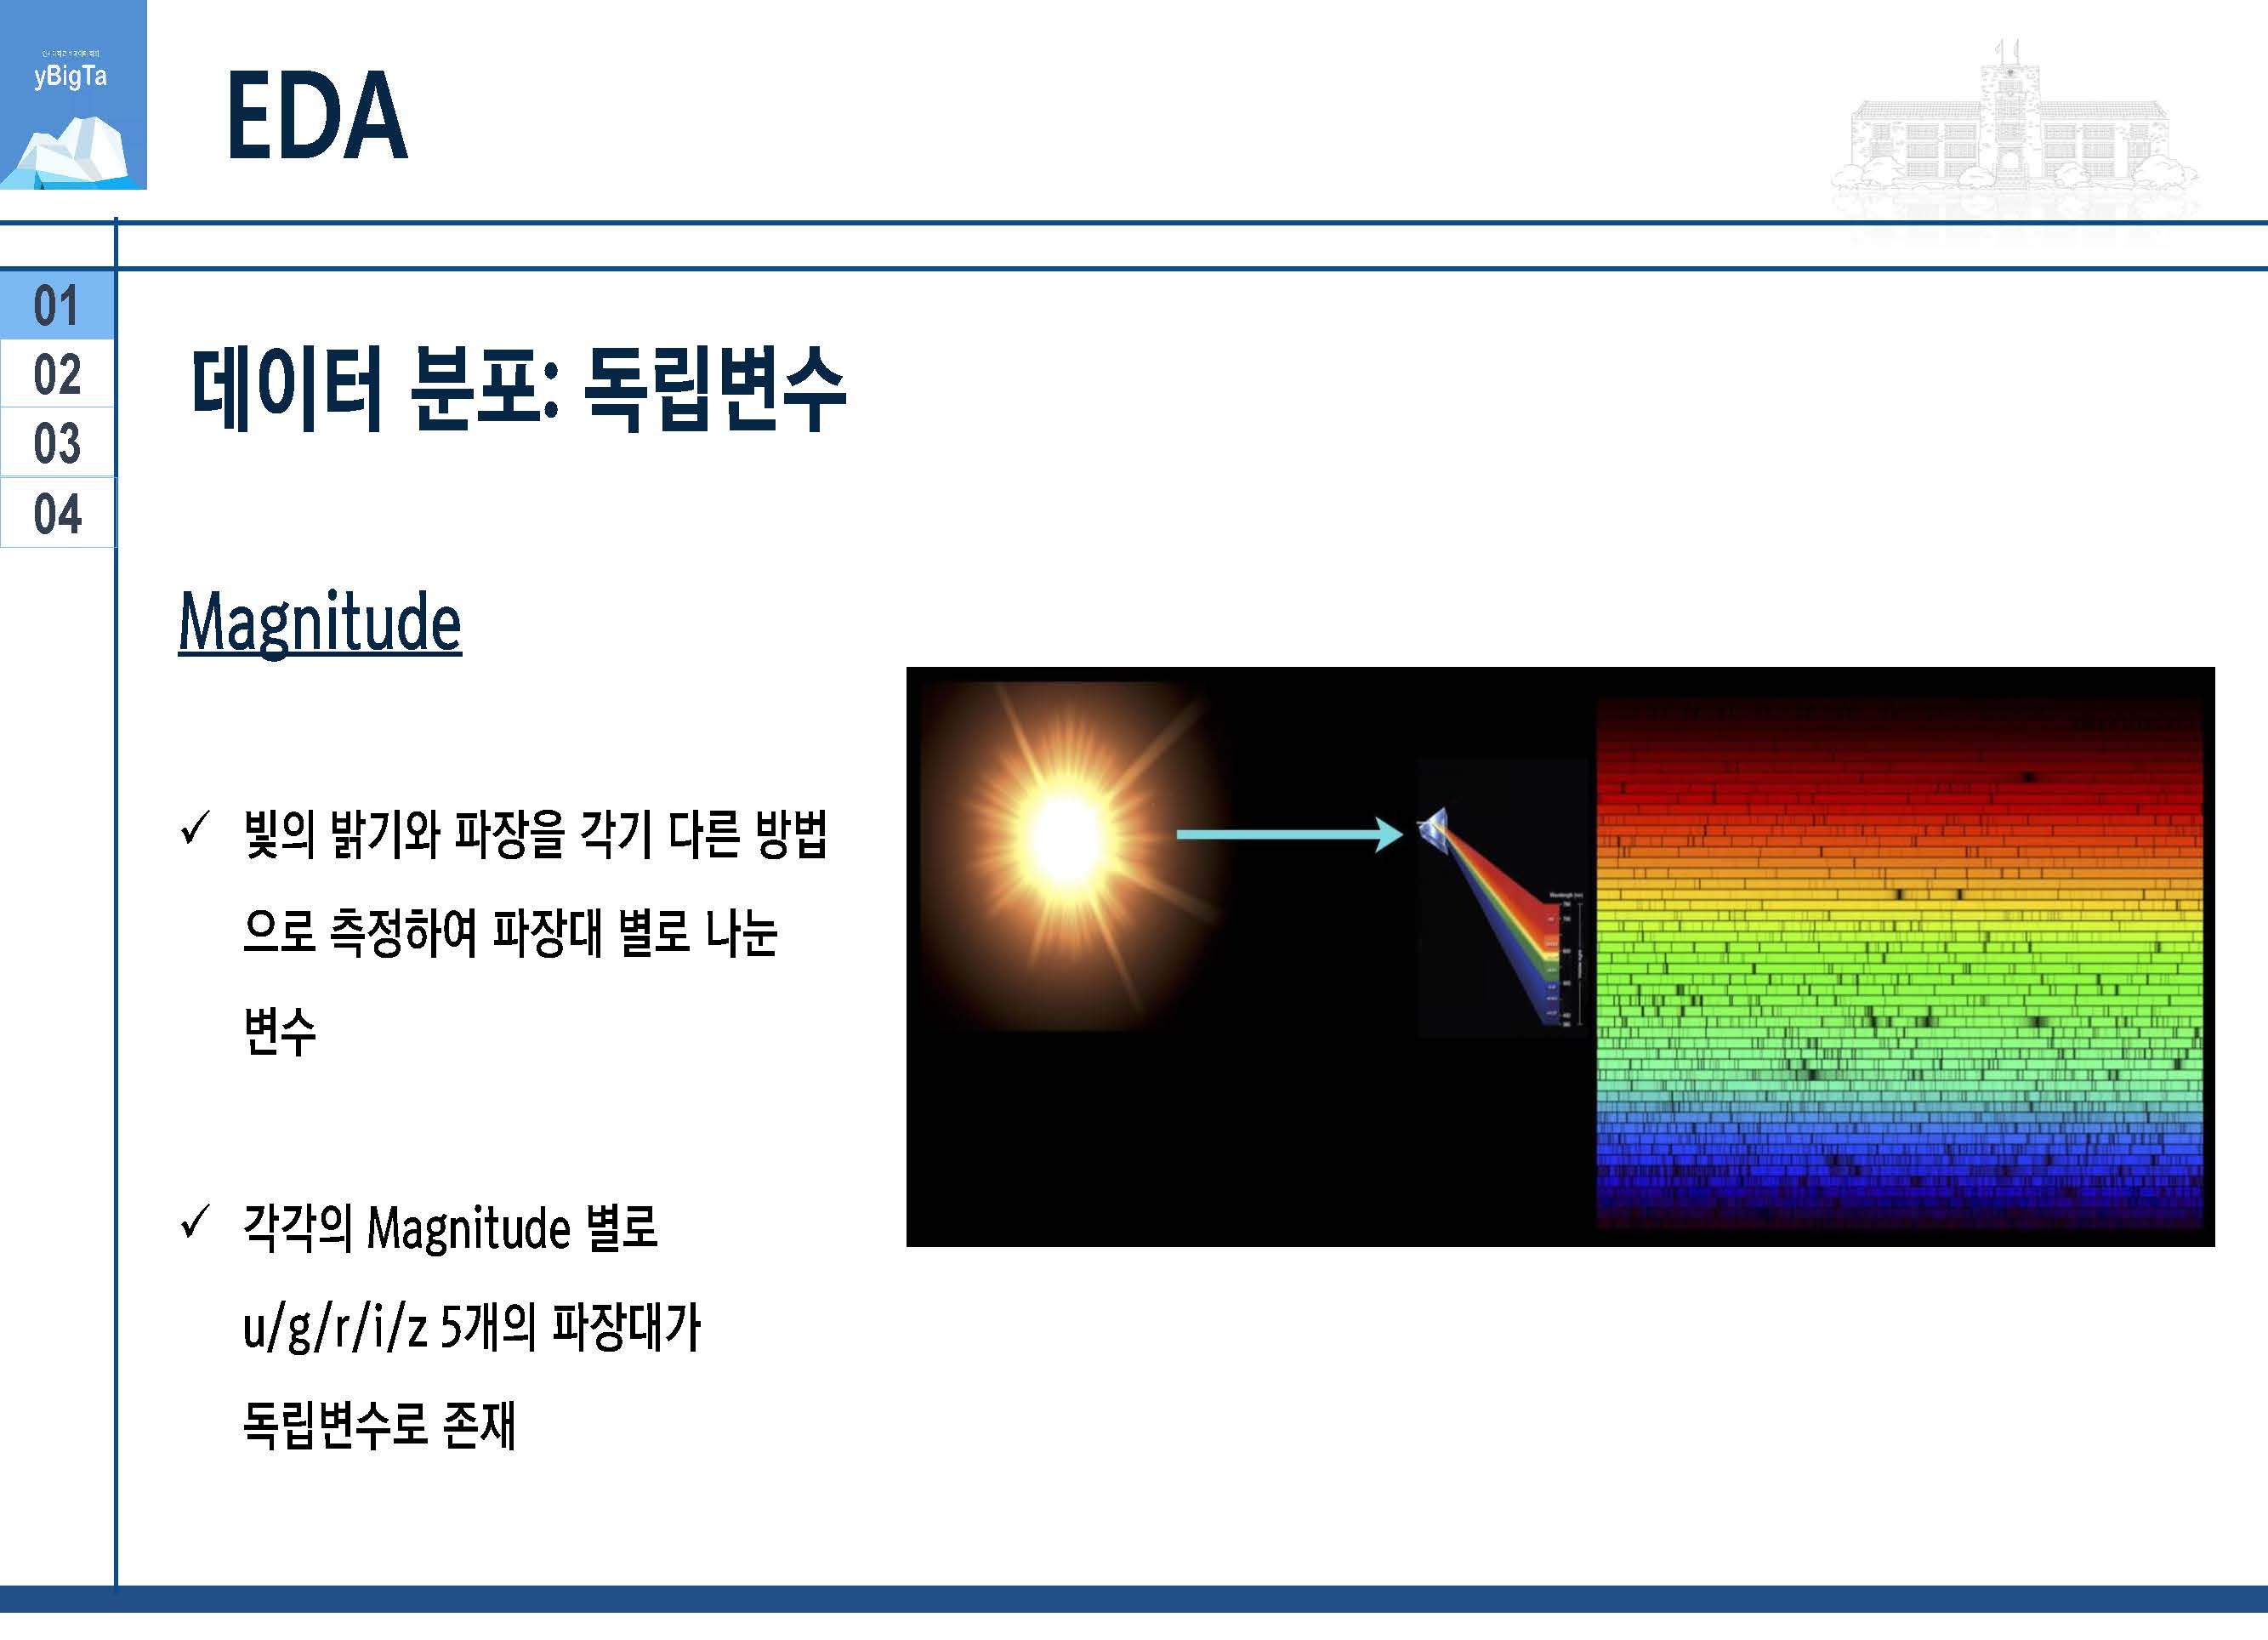 yBigTa
EDA
01
02
03
04
데이터 분포: 독립변수
Magnitude
✓ 빛의 밝기와 파장을 각기 다른 방법
으로 측정하여 파장대 별로 나눈
변수
✓ 각각의 Magnitude 별로
u/g/r/i/z 5개의 파장대가
독립변수로 존재